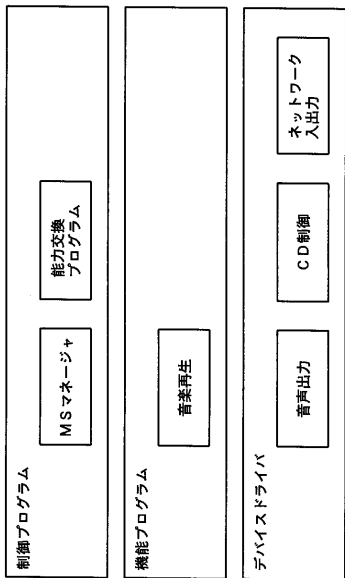 制御プログラム
MSマネージャ
能力交換
プログラム
機能プログラム
音楽再生
デバイスドライバ
音声出力
CD制御
ネットワーク
入出力